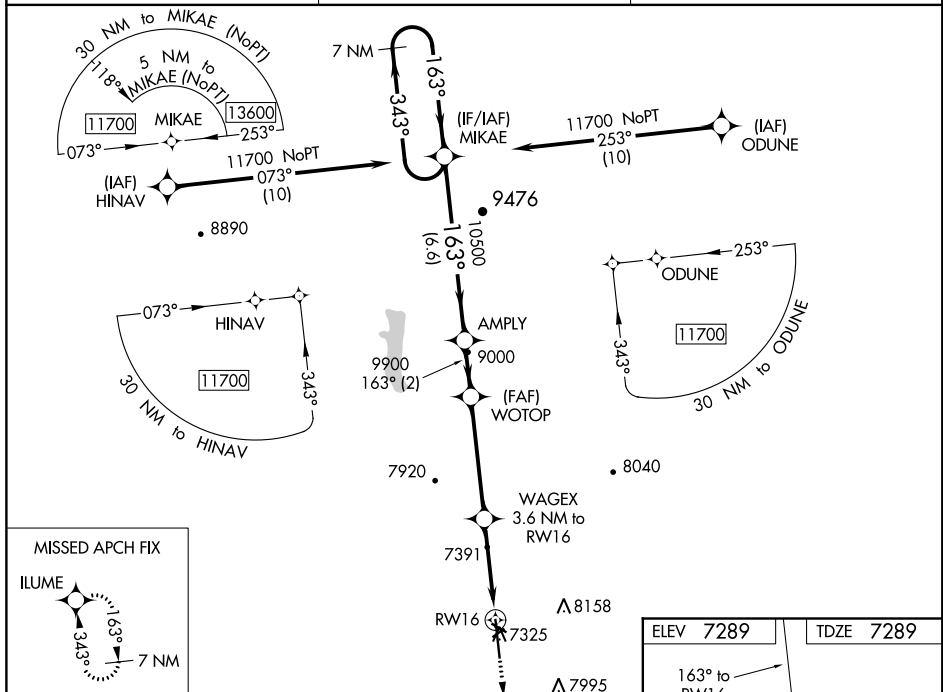 30 NM to MIKAE (NoPT)
118°
5 NM to
MIKAE (NoPT)
11700
13600
MIKAE
073°
253°
7 NM
163°
343°
(IF/IAF)
MIKAE
11700 NoPT
253°
(10)
(IAF)
ODUNE
(IAF)
HINAV
11700 NoPT
073°
(10)
8890
9476
10500
163°
(6.6)
073°
HINAV
343°
11700
30 NM to HINAV
253°
ODUNE
343°
11700
30 NM to ODUNE
AMPLY
9000
9900
163° (2)
(FAF)
WOTOP
7920
8040
WAGEX
3.6 NM to
RW16
7391
RW16
7325
8158
7995
MISSED APCH FIX
ILUME
163°
343°
7 NM
ELEV 7289
TDZE 7289
163° to
RW16